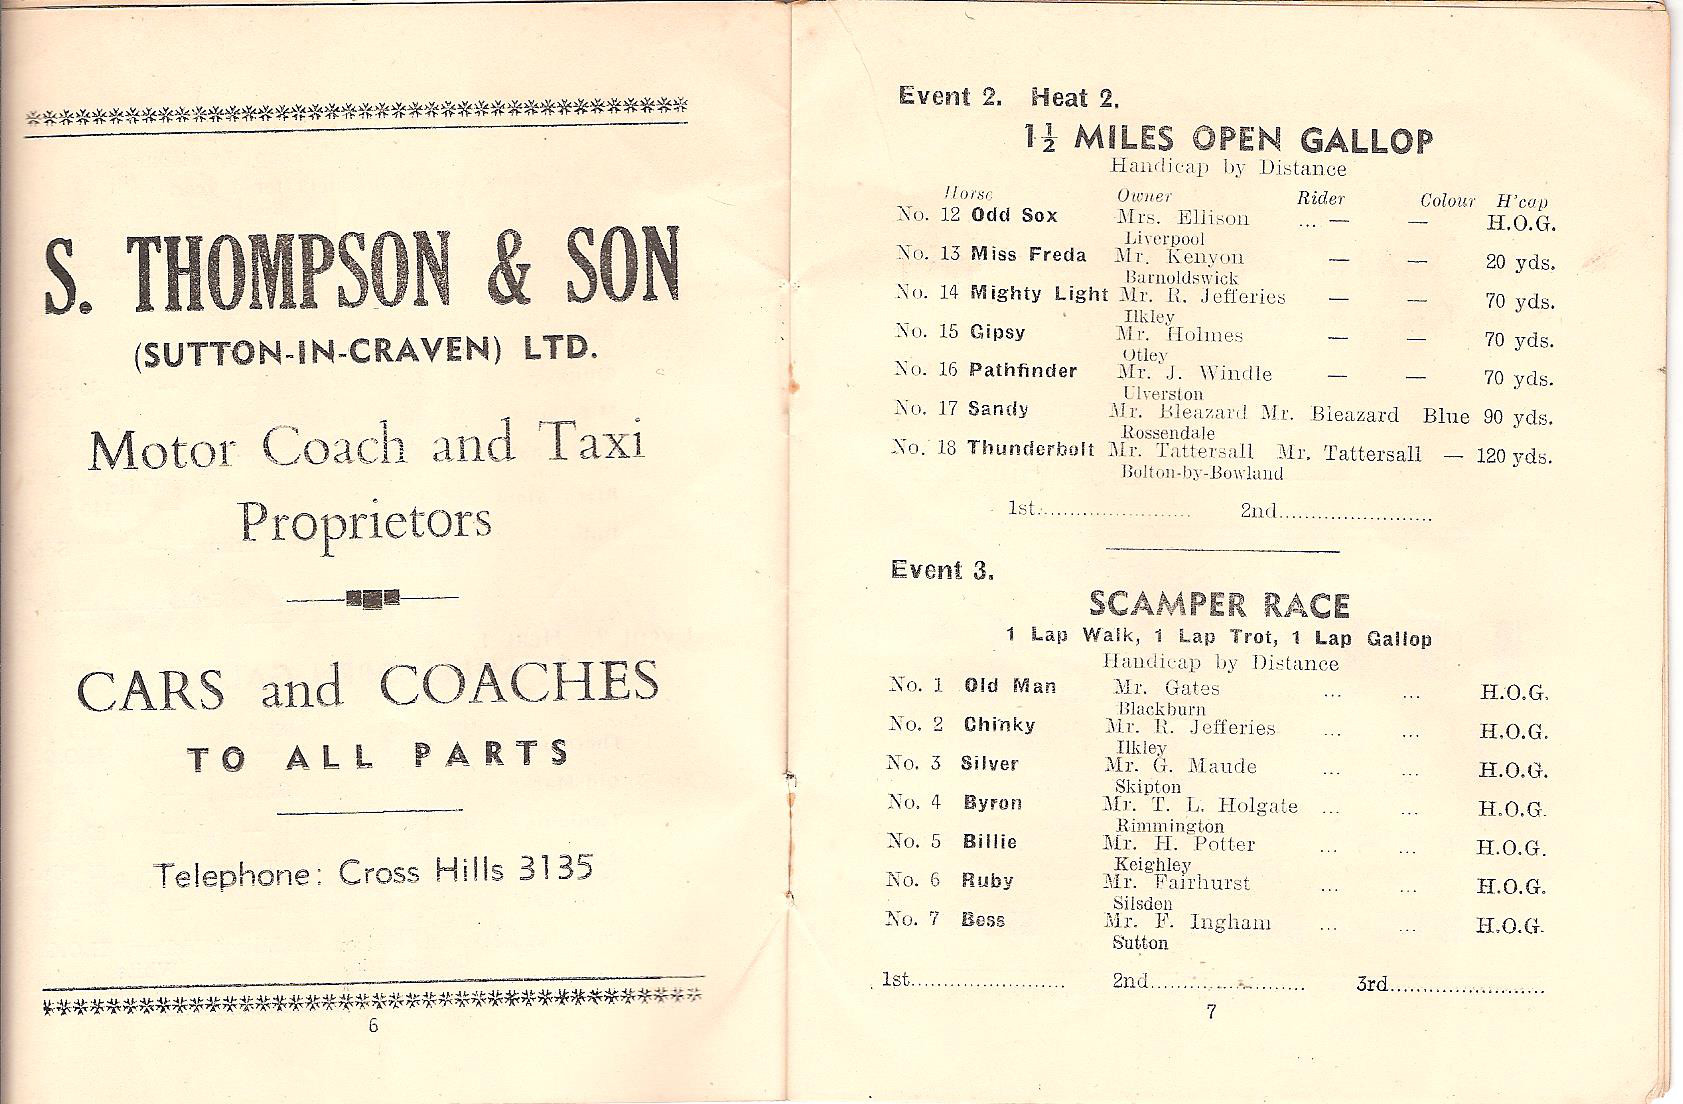 S. THOMPSON & SON
(SUTTON-IN-CRAVEN) LTD.
Motor Coach and Taxi
Proprietors
CARS and COACHES
TO ALL PARTS
Telephone: Cross Hills 3135
6
Event 2. Heat 2.
1½ MILES OPEN GALLOP
Handicap by Distance
Horse Owner Rider Colour H'cap
No. 12 Odd Sox Mrs. Ellison ... — — H.O.G.
Liverpool
No. 13 Miss Freda Mr. Kenyon — — 20 yds.
Barnoldswick
No. 14 Mighty Light Mr. R. Jefferies — — 70 yds.
Ilkley
No. 15 Gipsy Mr. Holmes — — 70 yds.
Otley
No. 16 Pathfinder Mr. J. Windle — — 70 yds.
Ulverston
No. 17 Sandy Mr. Bleazard Mr. Bleazard Blue 90 yds.
Rossendale
No. 18 Thunderbolt Mr. Tattersall Mr. Tattersall — 120 yds.
Bolton-by-Bowland
1st........................ 2nd........................
Event 3.
SCAMPER RACE
1 Lap Walk, 1 Lap Trot, 1 Lap Gallop
Handicap by Distance
No. 1 Old Man Mr. Gates ... ... H.O.G.
Blackburn
No. 2 Chinky Mr. R. Jefferies ... ... H.O.G.
Ilkley
No. 3 Silver Mr. G. Maude ... ... H.O.G.
Skipton
No. 4 Byron Mr. T. L. Holgate ... ... H.O.G.
Rimmington
No. 5 Billie Mr. H. Potter ... ... H.O.G.
Keighley
No. 6 Ruby Mr. Fairhurst ... ... H.O.G.
Silsden
No. 7 Bess Mr. F. Ingham ... ... H.O.G.
Sutton
1st........................ 2nd........................ 3rd........................
7